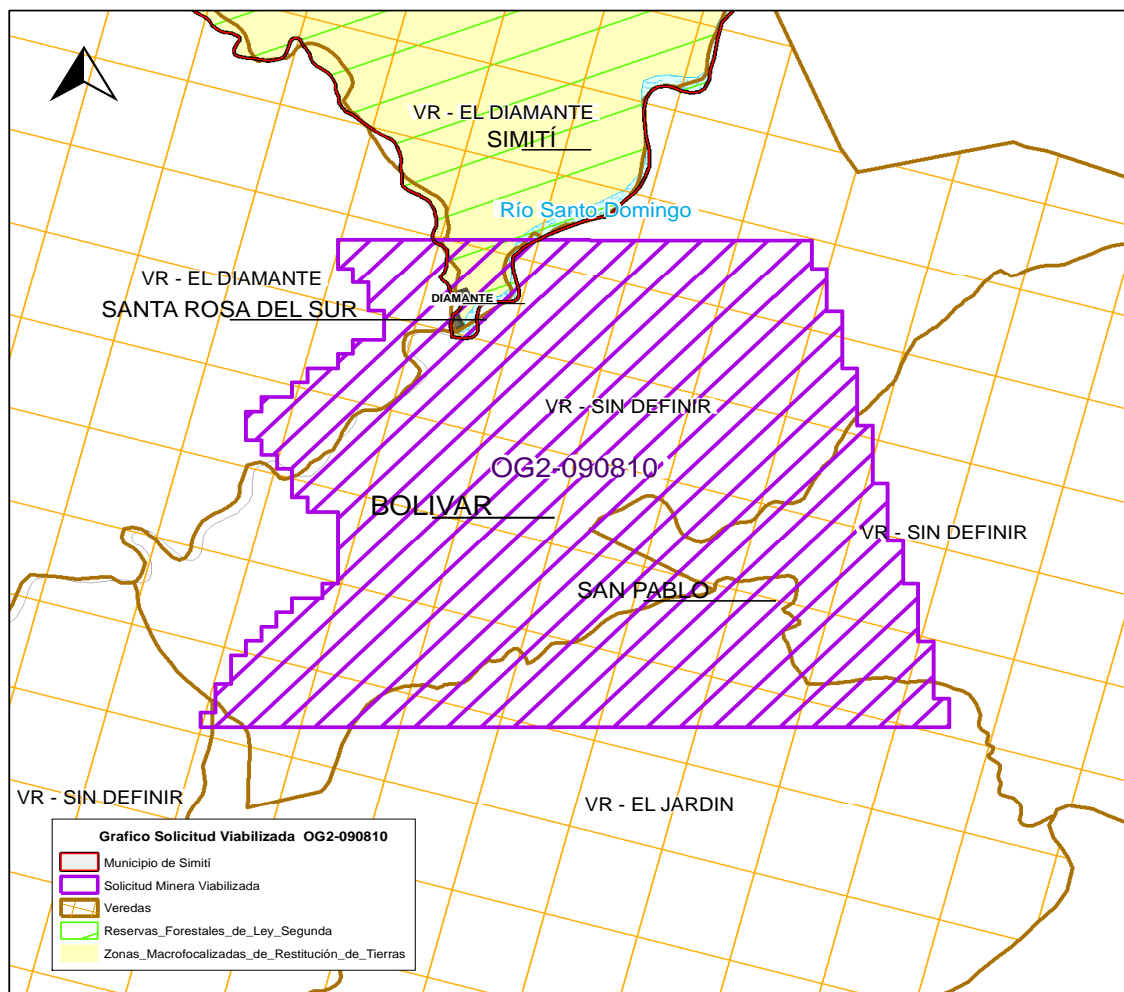 VR - EL DIAMANTE
SIMITÍ
Río Santo Domingo
VR - EL DIAMANTE
SANTA ROSA DEL SUR
DIAMANTE
VR - SIN DEFINIR
OG2-090810
BOLIVAR
VR - SIN DEFINIR
SAN PABLO
VR - SIN DEFINIR
VR - EL JARDIN
Grafico Solicitud Viabilizada OG2-090810
Municipio de Simití
Solicitud Minera Viabilizada
Veredas
Reservas_Forestales_de_Ley_Segunda
Zonas_Macrofocalizadas_de_Restitución_de_Tierras